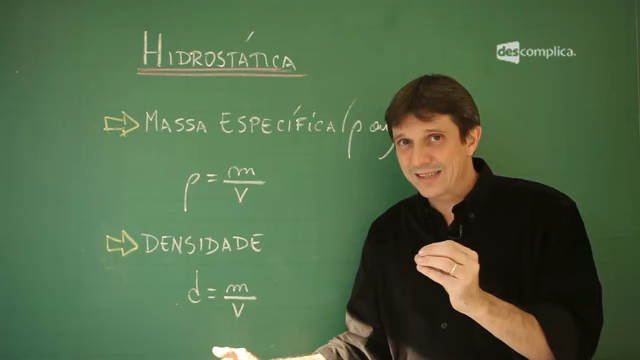 HIDROSTÁTICA
descomplica.
MASSA ESPECÍFICA (ρ ou
ρ = m/V
DENSIDADE
d = m/V